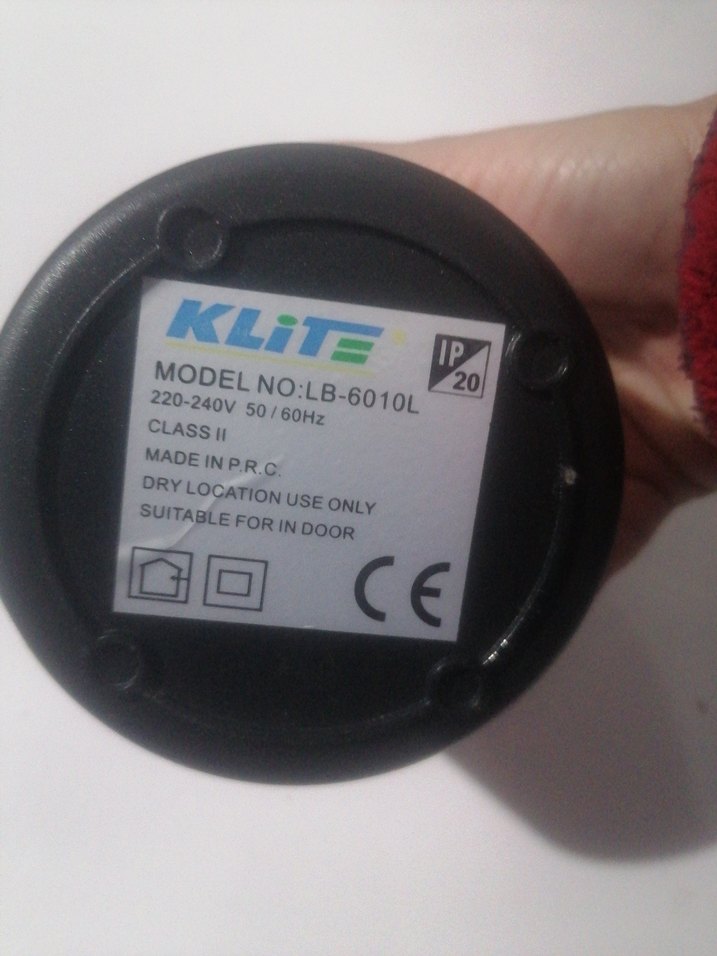 KLiTE
IP
20
MODEL NO:LB-6010L
220-240V 50 / 60Hz
CLASS II
MADE IN P.R.C.
DRY LOCATION USE ONLY
SUITABLE FOR IN DOOR
CE